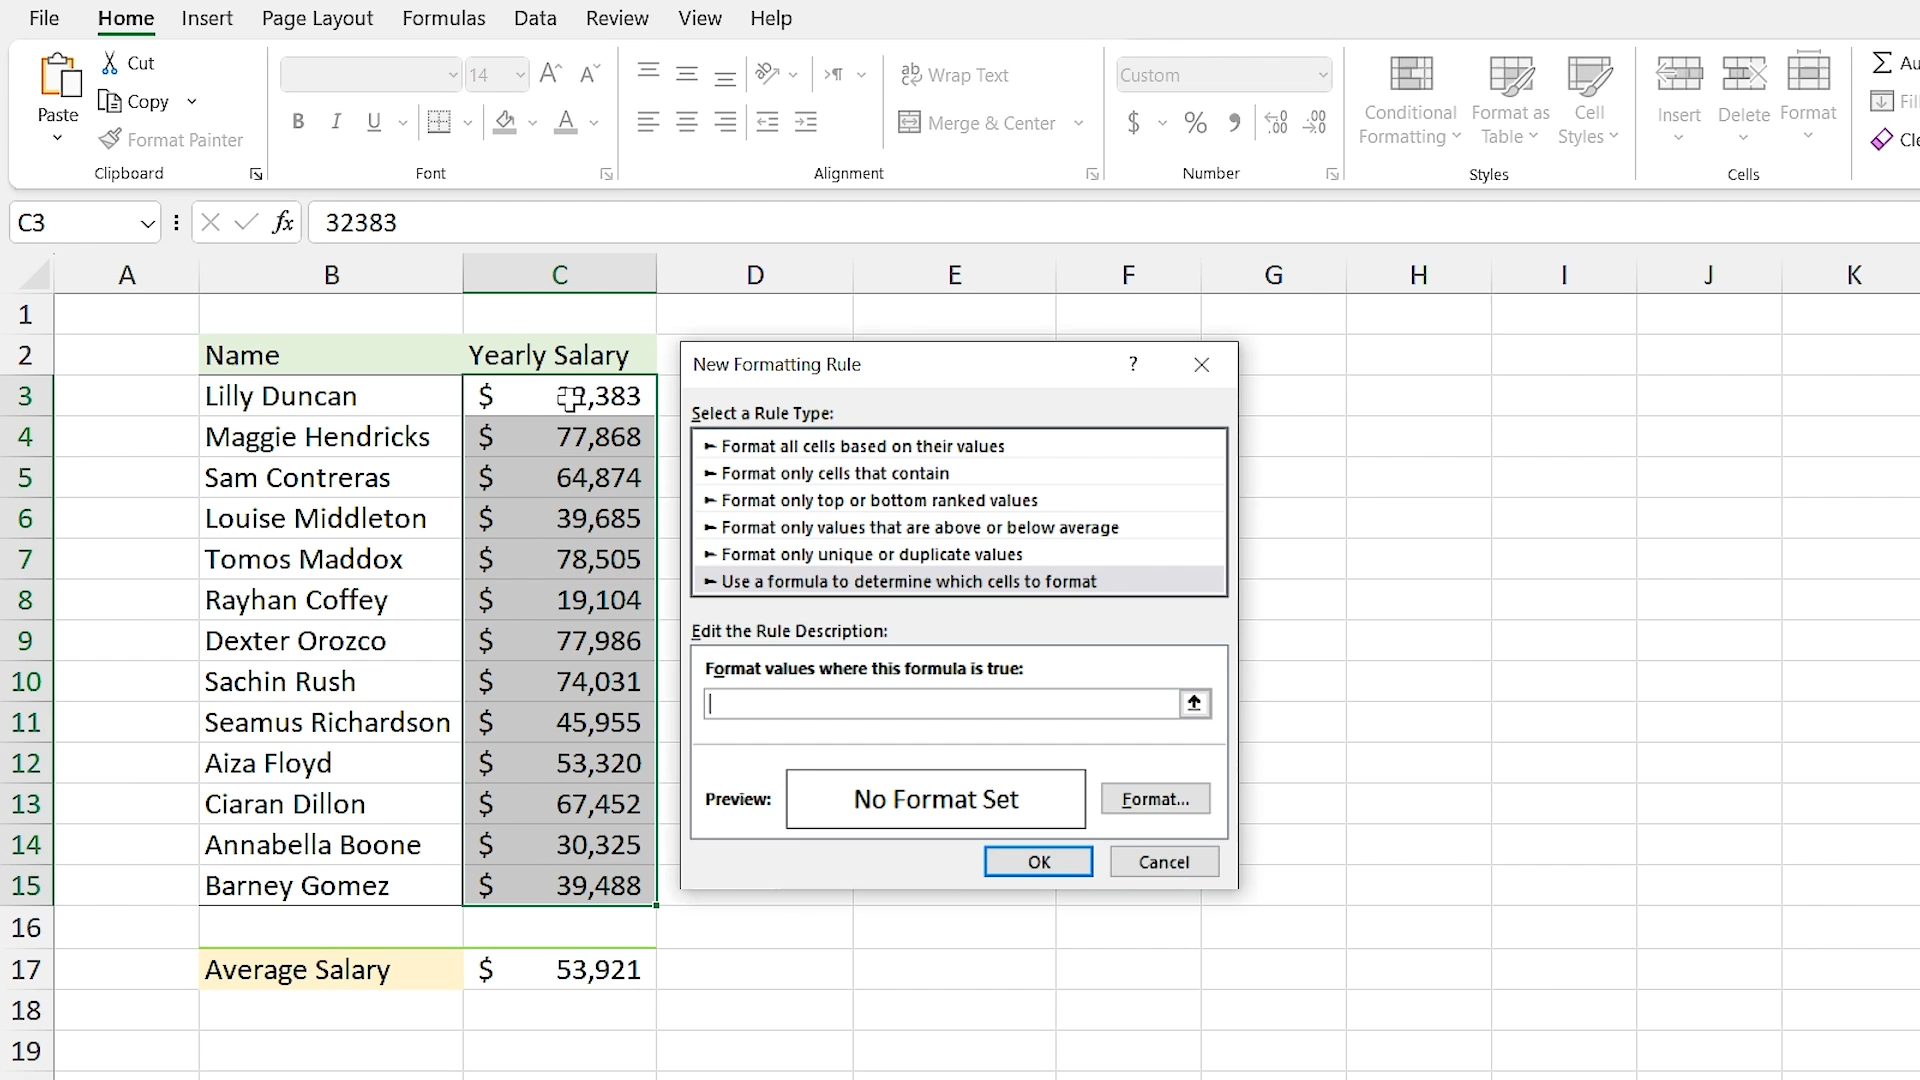 File Home Insert Page Layout Formulas Data Review View Help
Paste Cut Copy Format Painter Clipboard
14 B I U Font
ab Wrap Text Merge & Center Alignment
Custom $ % Number
Conditional Formatting Format as Table Cell Styles Styles
Insert Delete Format Cells
C3 fx 32383
A B C D E F G H I J K
1
2 Name Yearly Salary
3 Lilly Duncan $
4 Maggie Hendricks $ 77,868
5 Sam Contreras $ 64,874
6 Louise Middleton $ 39,685
7 Tomos Maddox $ 78,505
8 Rayhan Coffey $ 19,104
9 Dexter Orozco $ 77,986
10 Sachin Rush $ 74,031
11 Seamus Richardson $ 45,955
12 Aiza Floyd $ 53,320
13 Ciaran Dillon $ 67,452
14 Annabella Boone $ 30,325
15 Barney Gomez $ 39,488
16
17 Average Salary $ 53,921
18
19
New Formatting Rule ?
Select a Rule Type:
► Format all cells based on their values
► Format only cells that contain
► Format only top or bottom ranked values
► Format only values that are above or below average
► Format only unique or duplicate values
► Use a formula to determine which cells to format
Edit the Rule Description:
Format values where this formula is true:
Preview: No Format Set Format...
OK Cancel